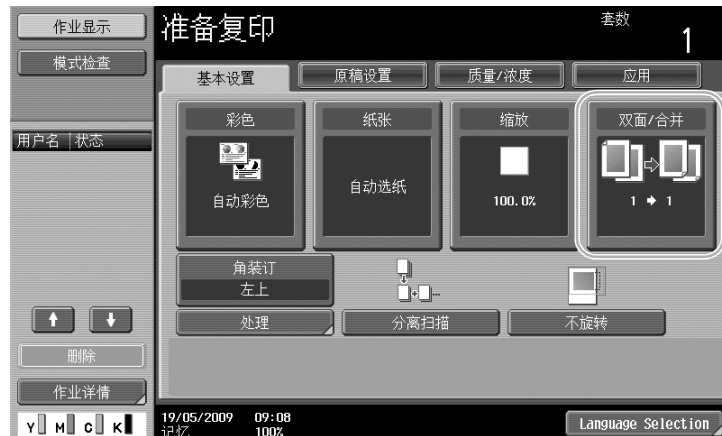 作业显示
模式检查
用户名 状态
删除
作业详情
Y M C K
准备复印
套数
1
基本设置 原稿设置 质量/浓度 应用
彩色 纸张 缩放 双面/合并
自动彩色 自动选纸 100.0% 1 → 1
角装订
左上
处理 分离扫描 不旋转
19/05/2009 09:08
记忆 100%
Language Selection